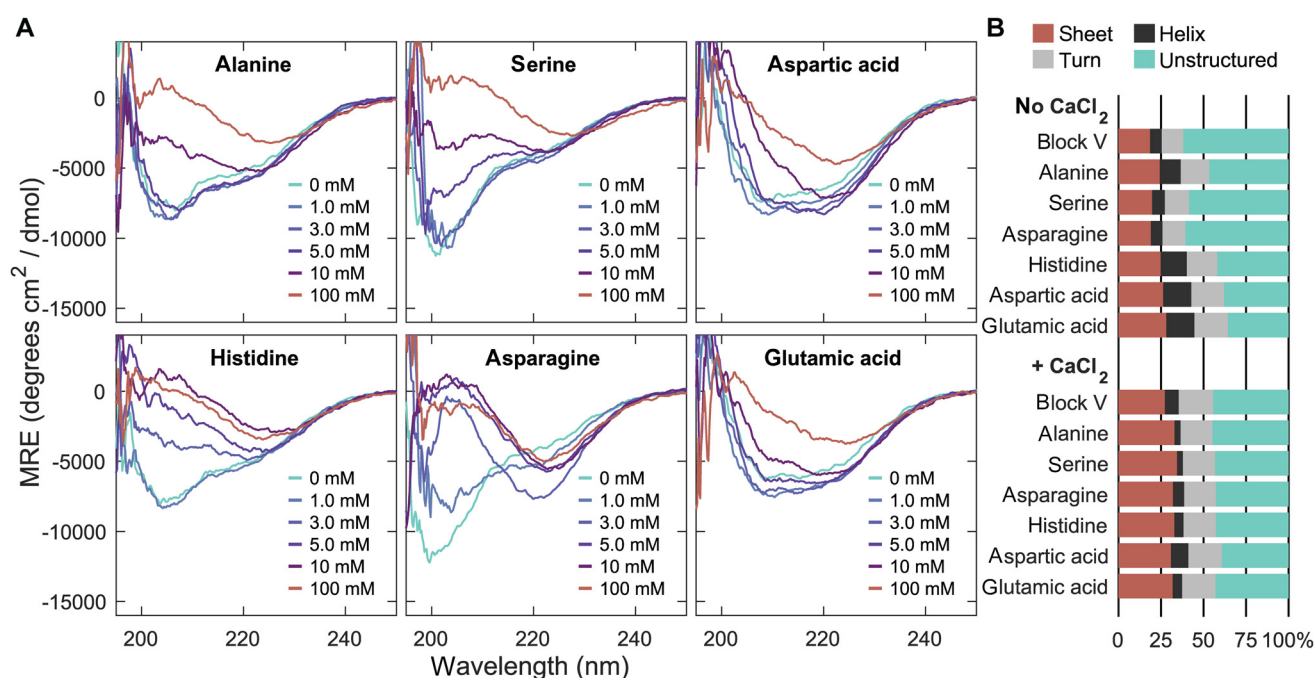 A
Alanine
Serine
Aspartic acid
0
-5000
-10000
-15000
0 mM
1.0 mM
3.0 mM
5.0 mM
10 mM
100 mM
0 mM
1.0 mM
3.0 mM
5.0 mM
10 mM
100 mM
0 mM
1.0 mM
3.0 mM
5.0 mM
10 mM
100 mM
MRE (degrees cm² / dmol)
Histidine
Asparagine
Glutamic acid
0
-5000
-10000
-15000
0 mM
1.0 mM
3.0 mM
5.0 mM
10 mM
100 mM
0 mM
1.0 mM
3.0 mM
5.0 mM
10 mM
100 mM
0 mM
1.0 mM
3.0 mM
5.0 mM
10 mM
100 mM
200 220 240
200 220 240
200 220 240
Wavelength (nm)
B
Sheet
Helix
Turn
Unstructured
No CaCl₂
Block V
Alanine
Serine
Asparagine
Histidine
Aspartic acid
Glutamic acid
+ CaCl₂
Block V
Alanine
Serine
Asparagine
Histidine
Aspartic acid
Glutamic acid
0 25 50 75 100%